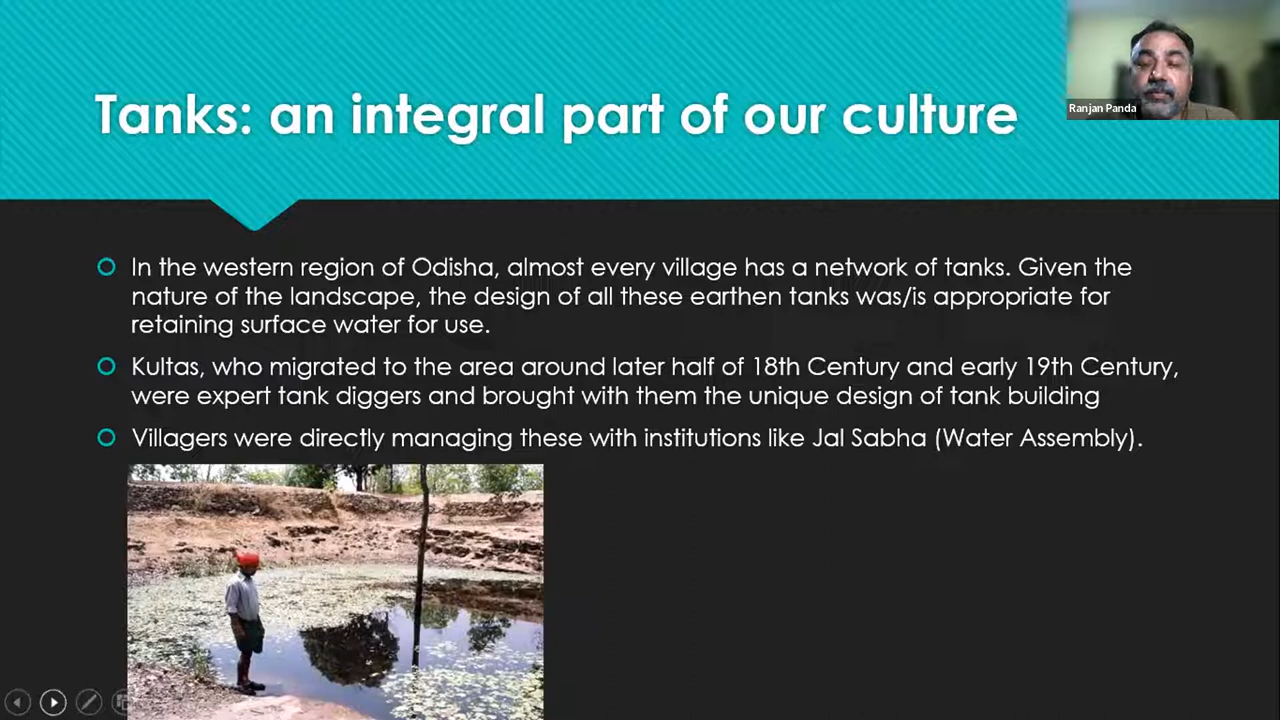 Tanks: an integral part of our culture
Ranjan Panda
In the western region of Odisha, almost every village has a network of tanks. Given the
nature of the landscape, the design of all these earthen tanks was/is appropriate for
retaining surface water for use.
Kultas, who migrated to the area around later half of 18th Century and early 19th Century,
were expert tank diggers and brought with them the unique design of tank building
Villagers were directly managing these with institutions like Jal Sabha (Water Assembly).